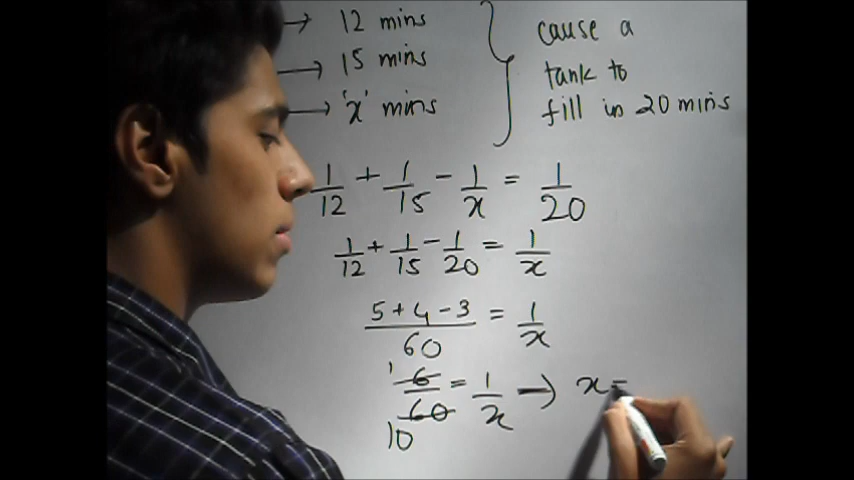 → 12 mins
→ 15 mins
→ 'x' mins
cause a
tank to
fill in 20 mins
1/12 + 1/15 - 1/x = 1/20
1/12 + 1/15 - 1/20 = 1/x
(5 + 4 - 3)/60 = 1/x
1 6/60 10 = 1/x → x =